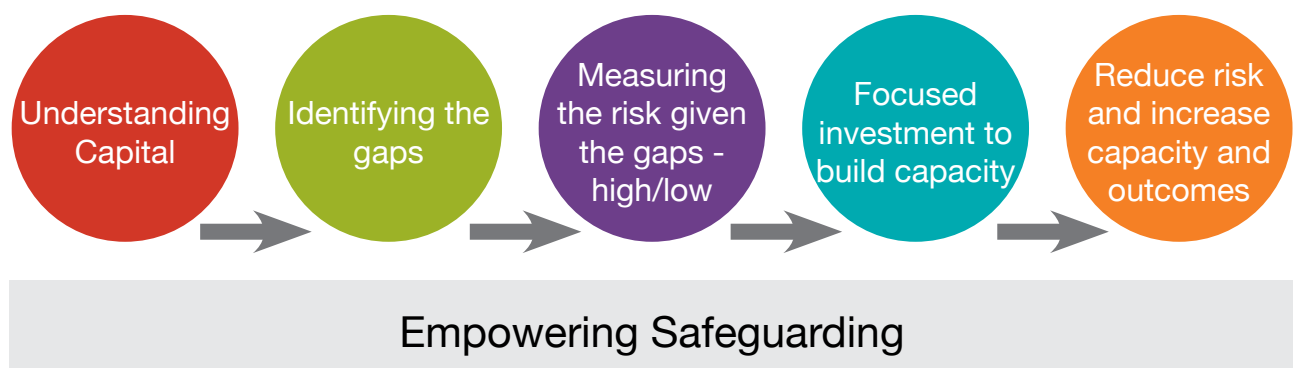 Understanding
Capital
Identifying the
gaps
Measuring
the risk given
the gaps -
high/low
Focused
investment to
build capacity
Reduce risk
and increase
capacity and
outcomes
Empowering Safeguarding